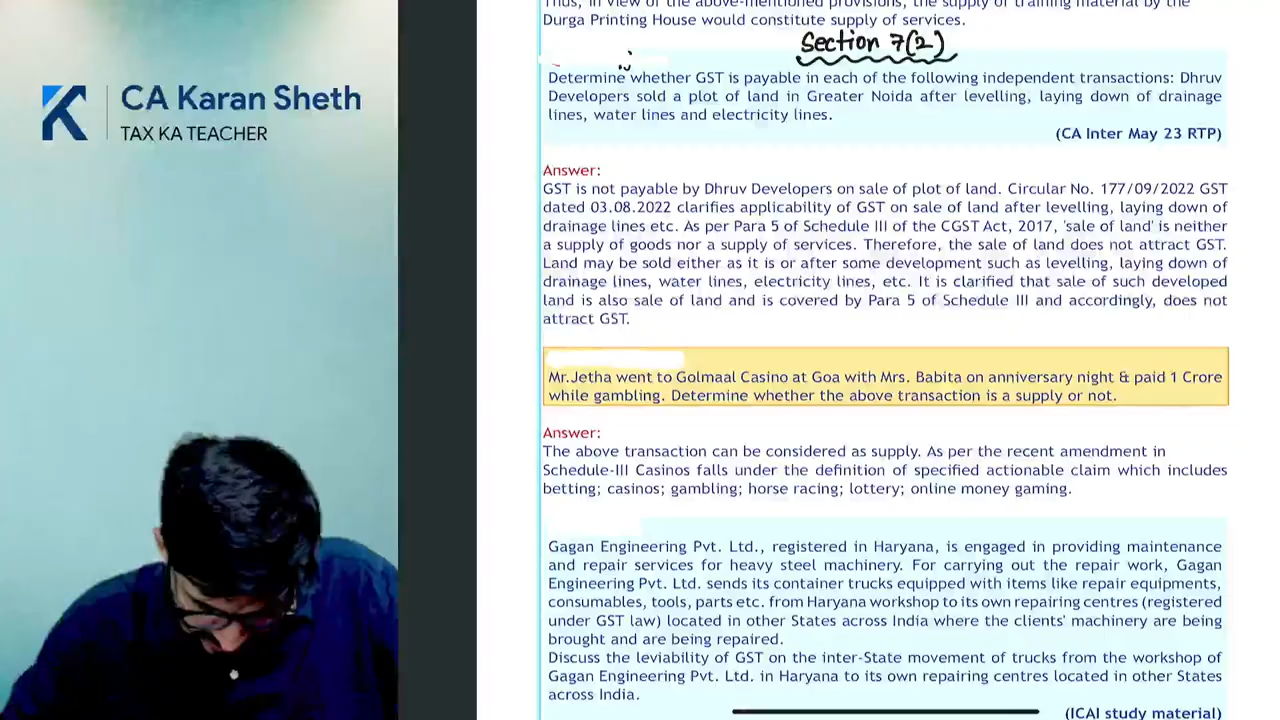 CA Karan Sheth
TAX KA TEACHER
Thus, in view of the above-mentioned provisions, the supply of training material by the
Durga Printing House would constitute supply of services.
Section 7(2)
Determine whether GST is payable in each of the following independent transactions: Dhruv
Developers sold a plot of land in Greater Noida after levelling, laying down of drainage
lines, water lines and electricity lines.
(CA Inter May 23 RTP)
Answer:
GST is not payable by Dhruv Developers on sale of plot of land. Circular No. 177/09/2022 GST
dated 03.08.2022 clarifies applicability of GST on sale of land after levelling, laying down of
drainage lines etc. As per Para 5 of Schedule III of the CGST Act, 2017, 'sale of land' is neither
a supply of goods nor a supply of services. Therefore, the sale of land does not attract GST.
Land may be sold either as it is or after some development such as levelling, laying down of
drainage lines, water lines, electricity lines, etc. It is clarified that sale of such developed
land is also sale of land and is covered by Para 5 of Schedule III and accordingly, does not
attract GST.
Mr.Jetha went to Golmaal Casino at Goa with Mrs. Babita on anniversary night & paid 1 Crore
while gambling. Determine whether the above transaction is a supply or not.
Answer:
The above transaction can be considered as supply. As per the recent amendment in
Schedule-III Casinos falls under the definition of specified actionable claim which includes
betting; casinos; gambling; horse racing; lottery; online money gaming.
Gagan Engineering Pvt. Ltd., registered in Haryana, is engaged in providing maintenance
and repair services for heavy steel machinery. For carrying out the repair work, Gagan
Engineering Pvt. Ltd. sends its container trucks equipped with items like repair equipments,
consumables, tools, parts etc. from Haryana workshop to its own repairing centres (registered
under GST law) located in other States across India where the clients' machinery are being
brought and are being repaired.
Discuss the leviability of GST on the inter-State movement of trucks from the workshop of
Gagan Engineering Pvt. Ltd. in Haryana to its own repairing centres located in other States
across India.
(ICAI study material)